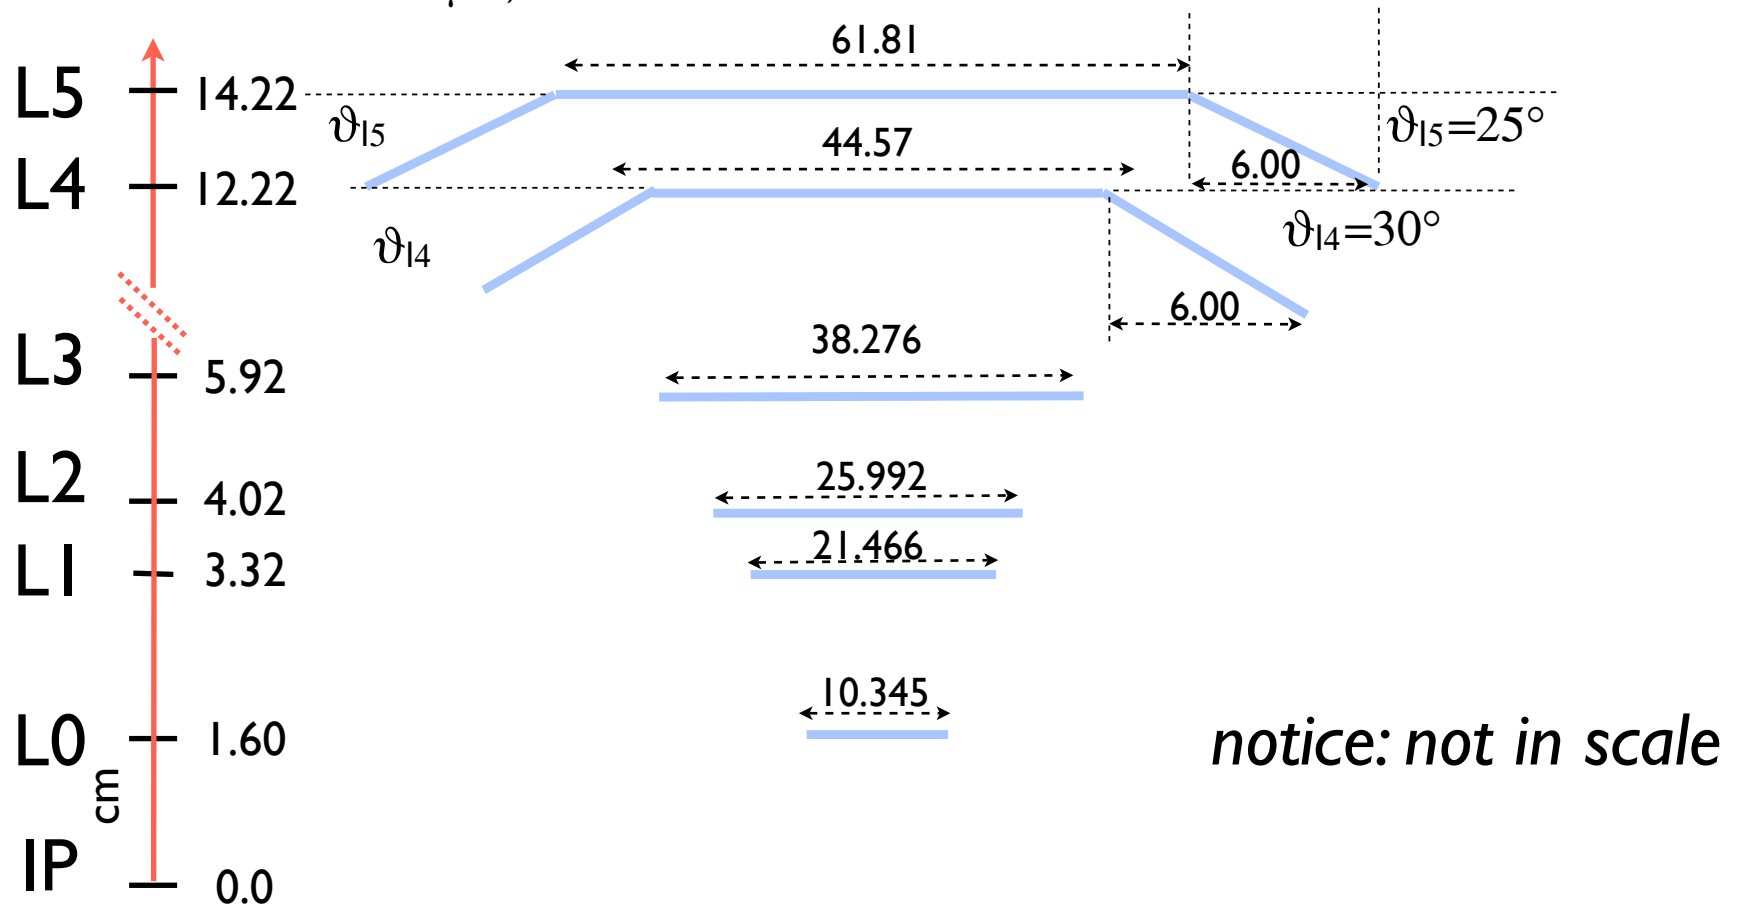 61.81
L5 14.22
ϑl5 ϑl5=25°
44.57
6.00
L4 12.22
ϑl4 ϑl4=30°
6.00
38.276
L3 5.92
25.992
L2 4.02
21.466
L1 3.32
10.345
L0 1.60 notice: not in scale
cm
IP 0.0